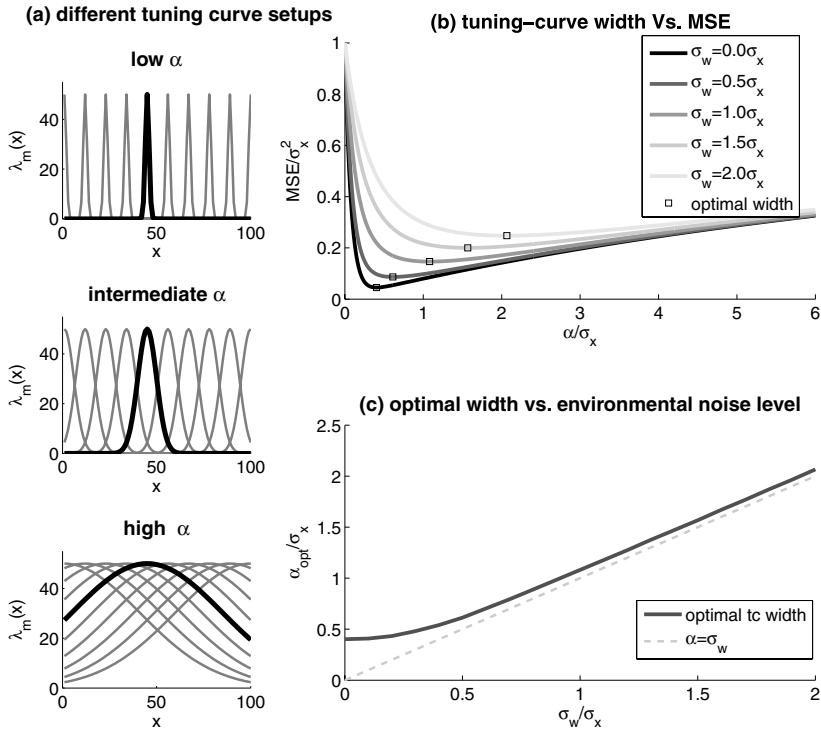 (a) different tuning curve setups
low α
λm(x)
40
20
0
0
50
100
x
intermediate α
λm(x)
40
20
0
0
50
100
x
high α
λm(x)
40
20
0
0
50
100
x
(b) tuning−curve width Vs. MSE
MSE/σx²
1
0.8
0.6
0.4
0.2
0
0
1
2
3
4
5
6
α/σx
σw=0.0σx
σw=0.5σx
σw=1.0σx
σw=1.5σx
σw=2.0σx
optimal width
(c) optimal width vs. environmental noise level
αopt/σx
2.5
2
1.5
1
0.5
0
0
0.5
1
1.5
2
σw/σx
optimal tc width
α=σw